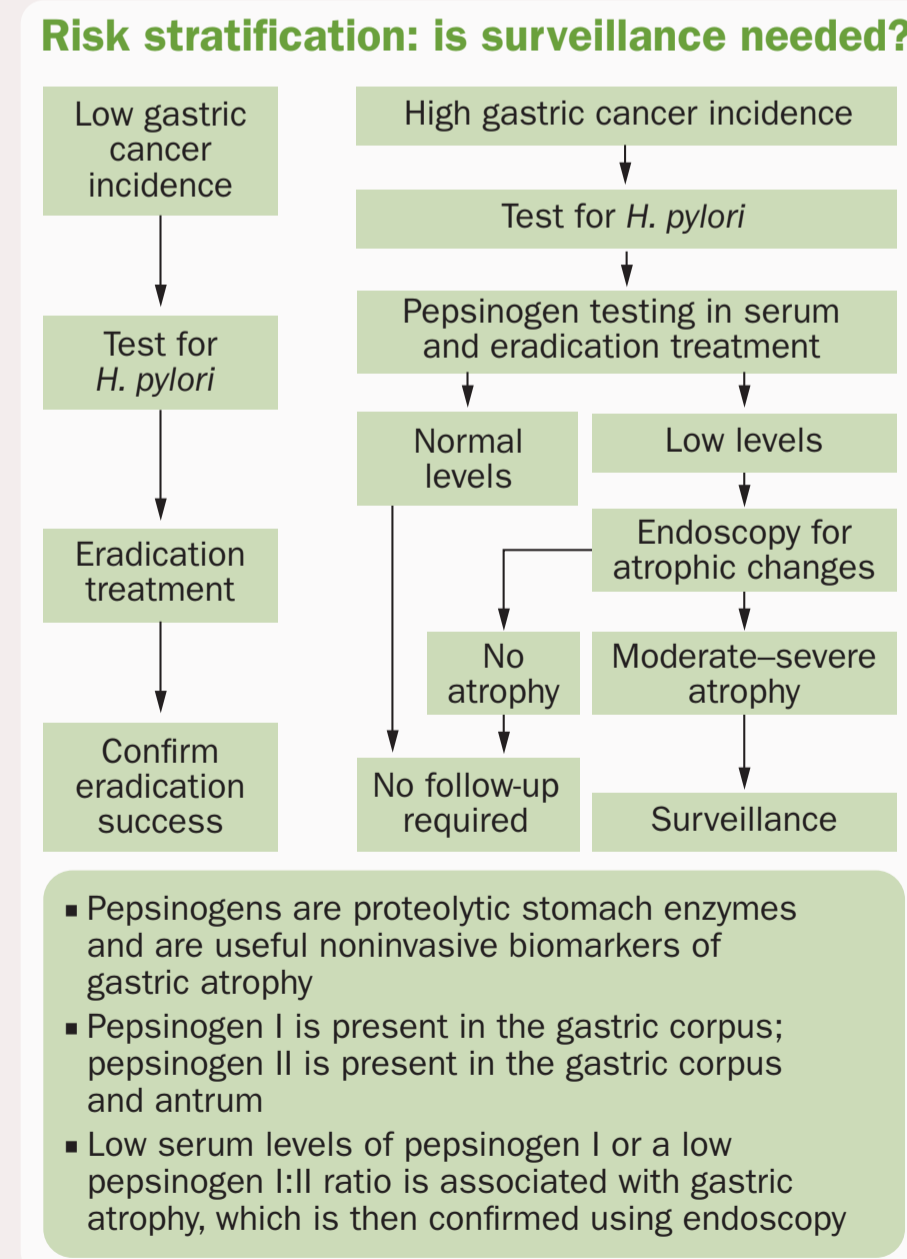 Risk stratification: is surveillance needed?
Low gastric
cancer
incidence
Test for
H. pylori
Eradication
treatment
Confirm
eradication
success
High gastric cancer incidence
Test for H. pylori
Pepsinogen testing in serum
and eradication treatment
Normal
levels
Low levels
Endoscopy for
atrophic changes
No
atrophy
Moderate–severe
atrophy
No follow-up
required
Surveillance
▪ Pepsinogens are proteolytic stomach enzymes
and are useful noninvasive biomarkers of
gastric atrophy
▪ Pepsinogen I is present in the gastric corpus;
pepsinogen II is present in the gastric corpus
and antrum
▪ Low serum levels of pepsinogen I or a low
pepsinogen I:II ratio is associated with gastric
atrophy, which is then confirmed using endoscopy